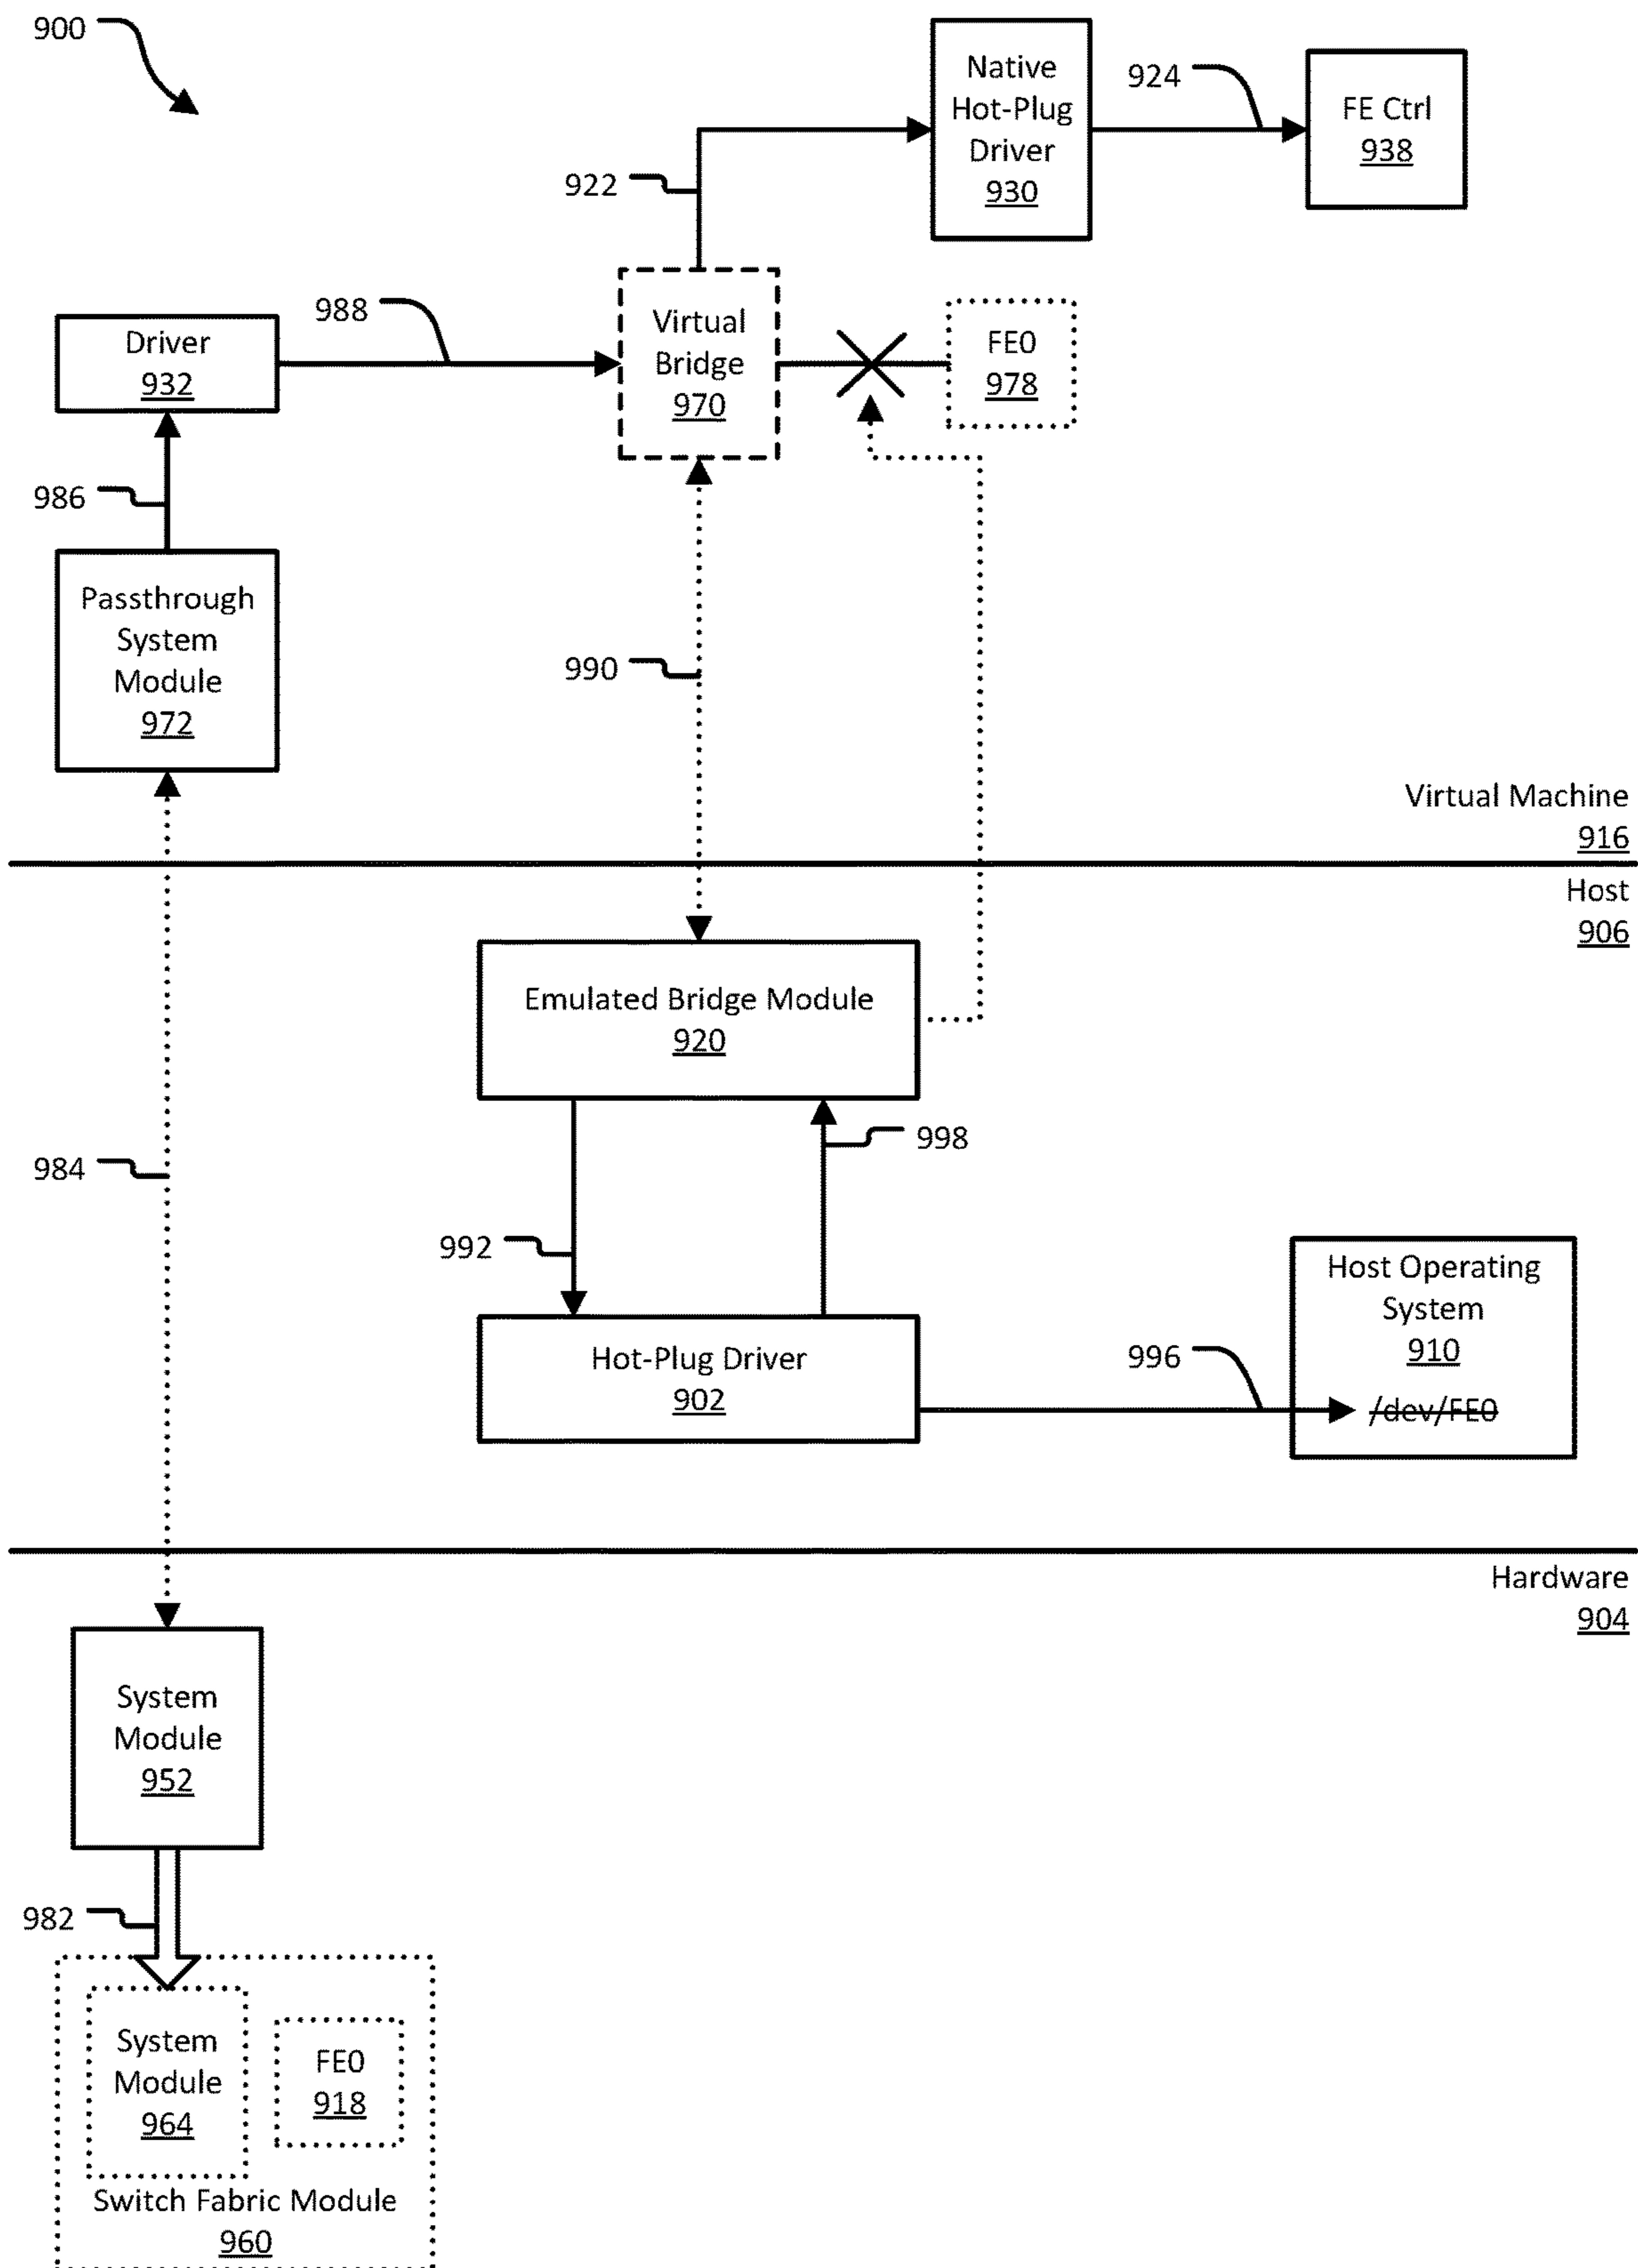 900
Native
Hot-Plug
Driver
930
924
FE Ctrl
938
922
988
Virtual
Bridge
970
FE0
978
Driver
932
986
Passthrough
System
Module
972
990
Virtual Machine
916
Host
906
Emulated Bridge Module
920
998
984
992
Host Operating
System
910
/dev/FE0
Hot-Plug Driver
902
996
Hardware
904
System
Module
952
982
System
Module
964
FE0
918
Switch Fabric Module
960